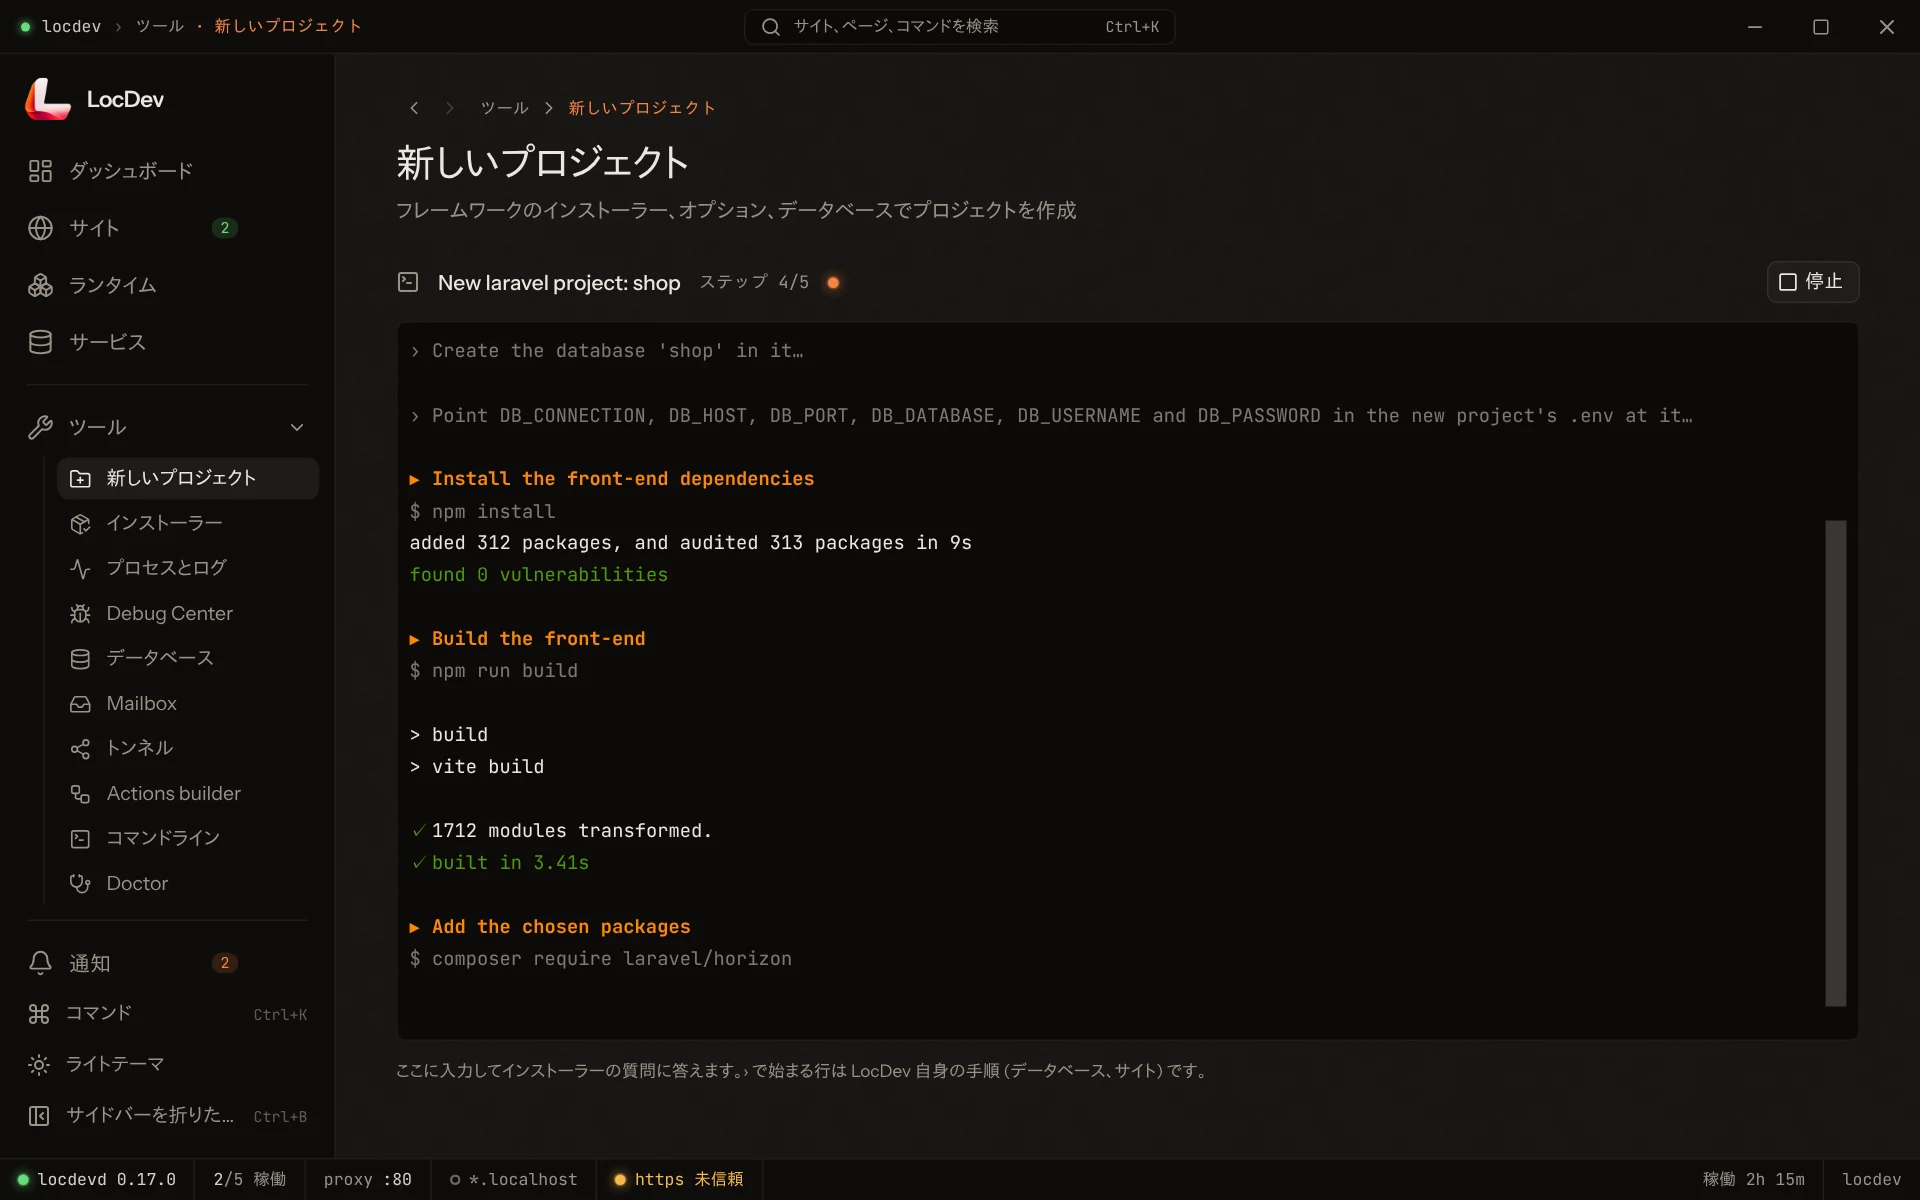 locdev › ツール · 新しいプロジェクト
サイト、ページ、コマンドを検索 Ctrl+K
LocDev
ダッシュボード
サイト 2
ランタイム
サービス
ツール
新しいプロジェクト
インストーラー
プロセスとログ
Debug Center
データベース
Mailbox
トンネル
Actions builder
コマンドライン
Doctor
通知 2
コマンド Ctrl+K
ライトテーマ
サイドバーを折りた… Ctrl+B
ツール > 新しいプロジェクト
新しいプロジェクト
フレームワークのインストーラー、オプション、データベースでプロジェクトを作成
New laravel project: shop ステップ 4/5
停止
› Create the database 'shop' in it…
› Point DB_CONNECTION, DB_HOST, DB_PORT, DB_DATABASE, DB_USERNAME and DB_PASSWORD in the new project's .env at it…
▶ Install the front-end dependencies
$ npm install
added 312 packages, and audited 313 packages in 9s
found 0 vulnerabilities
▶ Build the front-end
$ npm run build
> build
> vite build
✓ 1712 modules transformed.
✓ built in 3.41s
▶ Add the chosen packages
$ composer require laravel/horizon
ここに入力してインストーラーの質問に答えます。› で始まる行は LocDev 自身の手順（データベース、サイト）です。
locdevd 0.17.0 2/5 稼働 proxy :80 *.localhost https 未信頼 稼働 2h 15m locdev